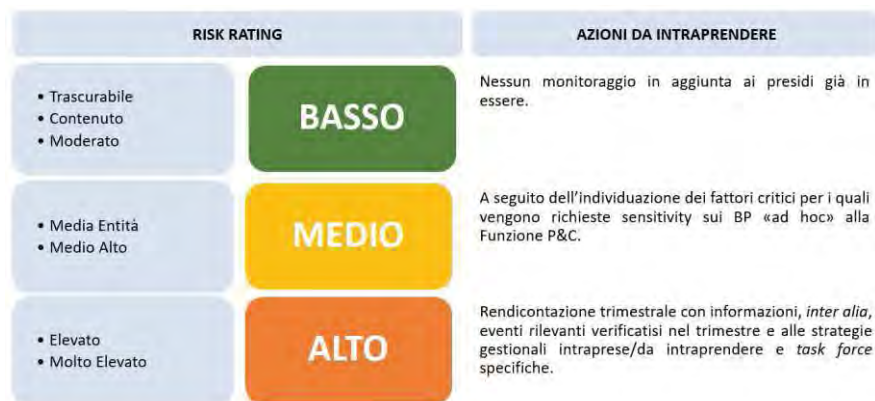 RISK RATING
AZIONI DA INTRAPRENDERE
• Trascurabile
• Contenuto
• Moderato
BASSO
Nessun monitoraggio in aggiunta ai presidi già in
essere.
• Media Entità
• Medio Alto
MEDIO
A seguito dell’individuazione dei fattori critici per i quali
vengono richieste sensitivity sui BP «ad hoc» alla
Funzione P&C.
• Elevato
• Molto Elevato
ALTO
Rendicontazione trimestrale con informazioni, inter alia,
eventi rilevanti verificatisi nel trimestre e alle strategie
gestionali intraprese/da intraprendere e task force
specifiche.